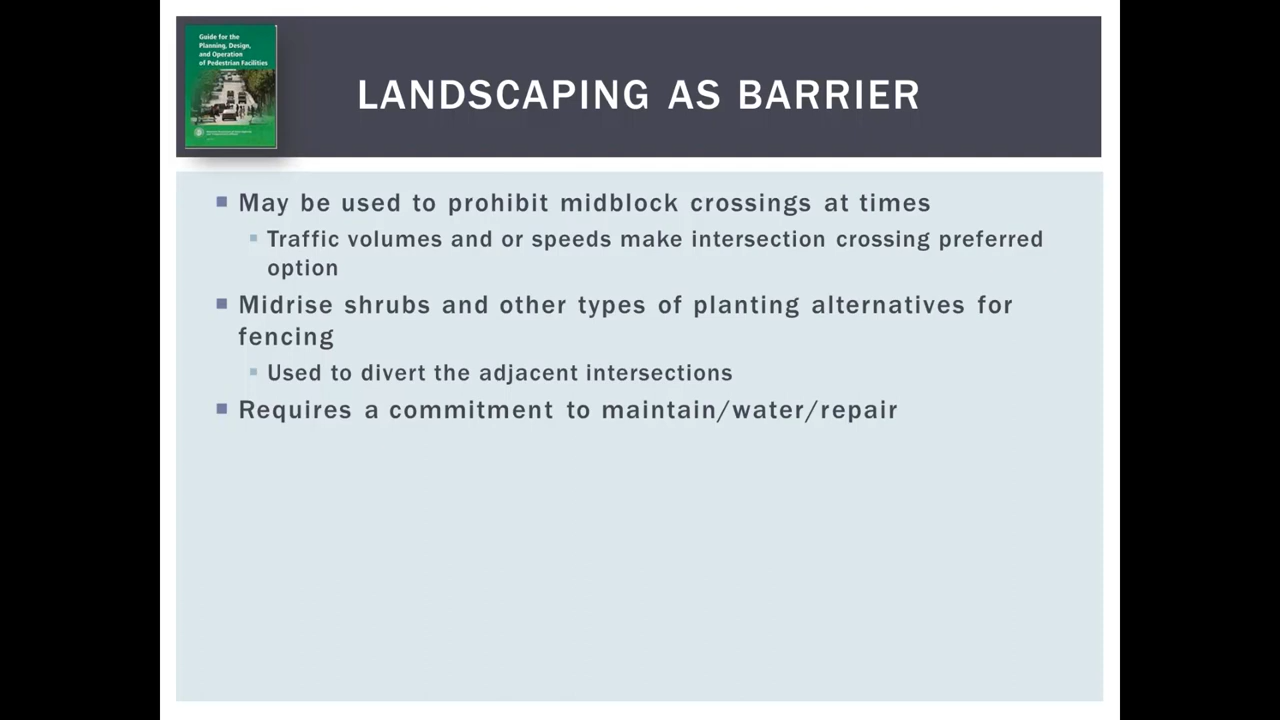 Guide for the
Planning, Design,
and Operation
of Pedestrian Facilities
LANDSCAPING AS BARRIER
May be used to prohibit midblock crossings at times
Traffic volumes and or speeds make intersection crossing preferred
option
Midrise shrubs and other types of planting alternatives for
fencing
Used to divert the adjacent intersections
Requires a commitment to maintain/water/repair